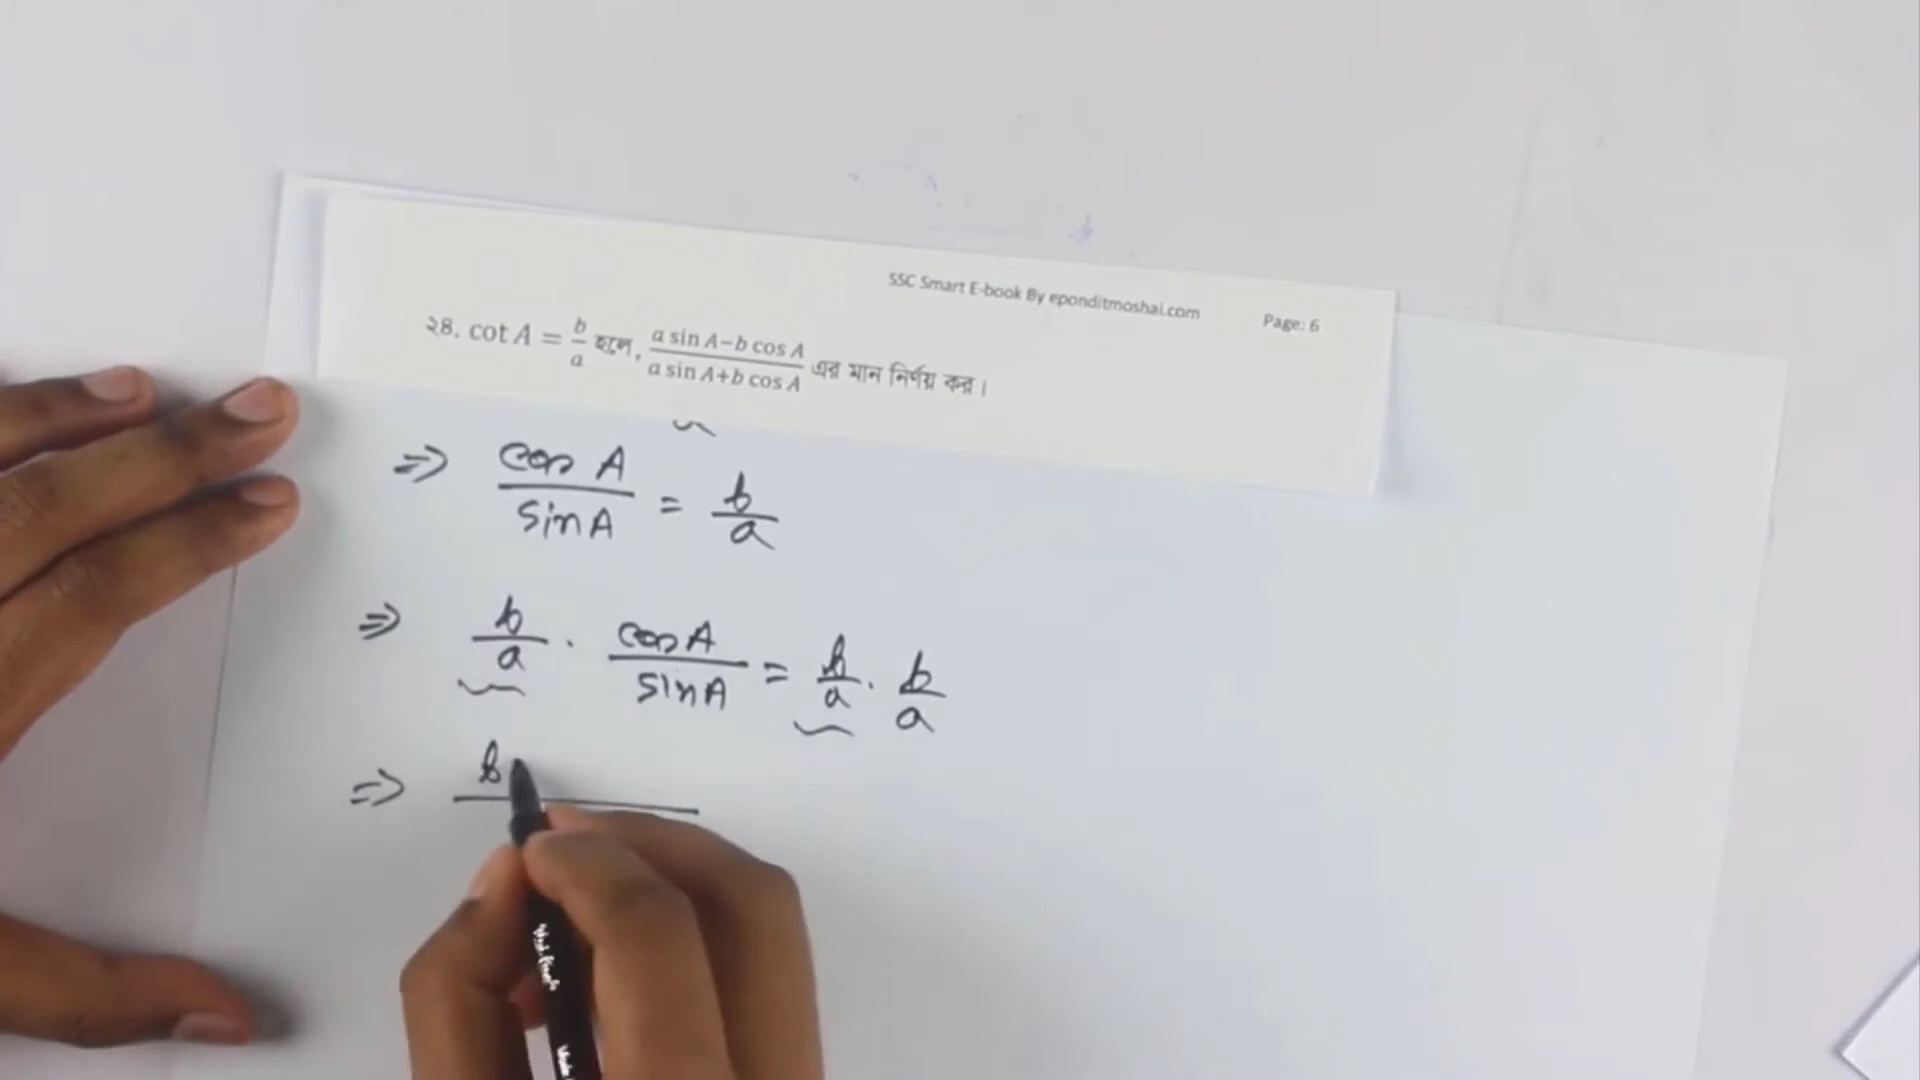 SSC Smart E-book By eponditmoshai.com Page: 6
২৪. cot A = b/a হলে, (a sin A−b cos A)/(a sin A+b cos A) এর মান নির্ণয় কর।
⇒ cos A / sin A = b/a
⇒ b/a · cos A / sin A = b/a · b/a
⇒ b